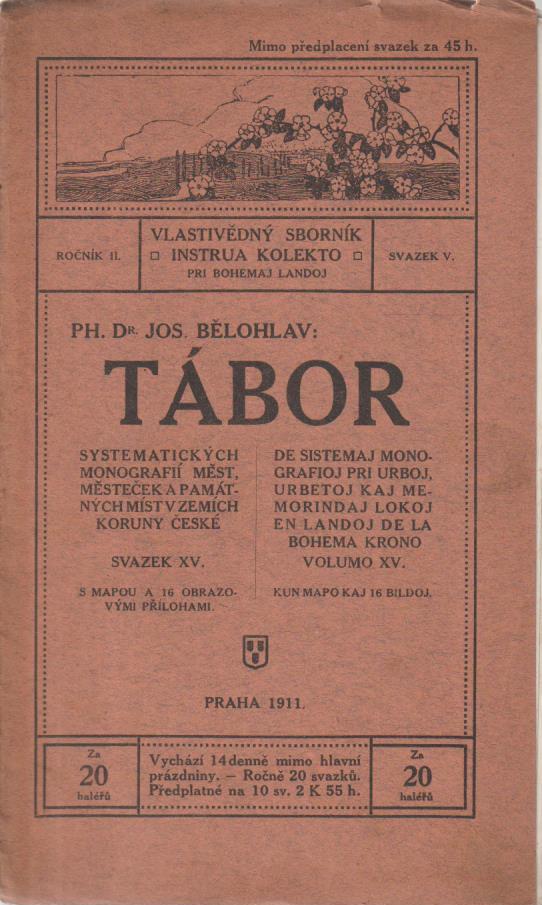 Mimo předplacení svazek za 45 h.
ROČNÍK II.
VLASTIVĚDNÝ SBORNÍK
INSTRUA KOLEKTO
PRI BOHEMAJ LANDOJ
SVAZEK V.
PH. DR. JOS. BĚLOHLAV:
TÁBOR
SYSTEMATICKÝCH
MONOGRAFIÍ MĚST,
MĚSTEČEK A PAMÁT-
NÝCH MÍST V ZEMÍCH
KORUNY ČESKÉ
SVAZEK XV.
S MAPOU A 16 OBRAZO-
VÝMI PŘÍLOHAMI.
DE SISTEMAJ MONO-
GRAFIOJ PRI URBOJ,
URBETOJ KAJ ME-
MORINDAJ LOKOJ
EN LANDOJ DE LA
BOHEMA KRONO
VOLUMO XV.
KUN MAPO KAJ 16 BILDOJ.
PRAHA 1911.
Za
20
haléřů
Vychází 14denně mimo hlavní
prázdniny. — Ročně 20 svazků.
Předplatné na 10 sv. 2 K 55 h.
Za
20
haléřů